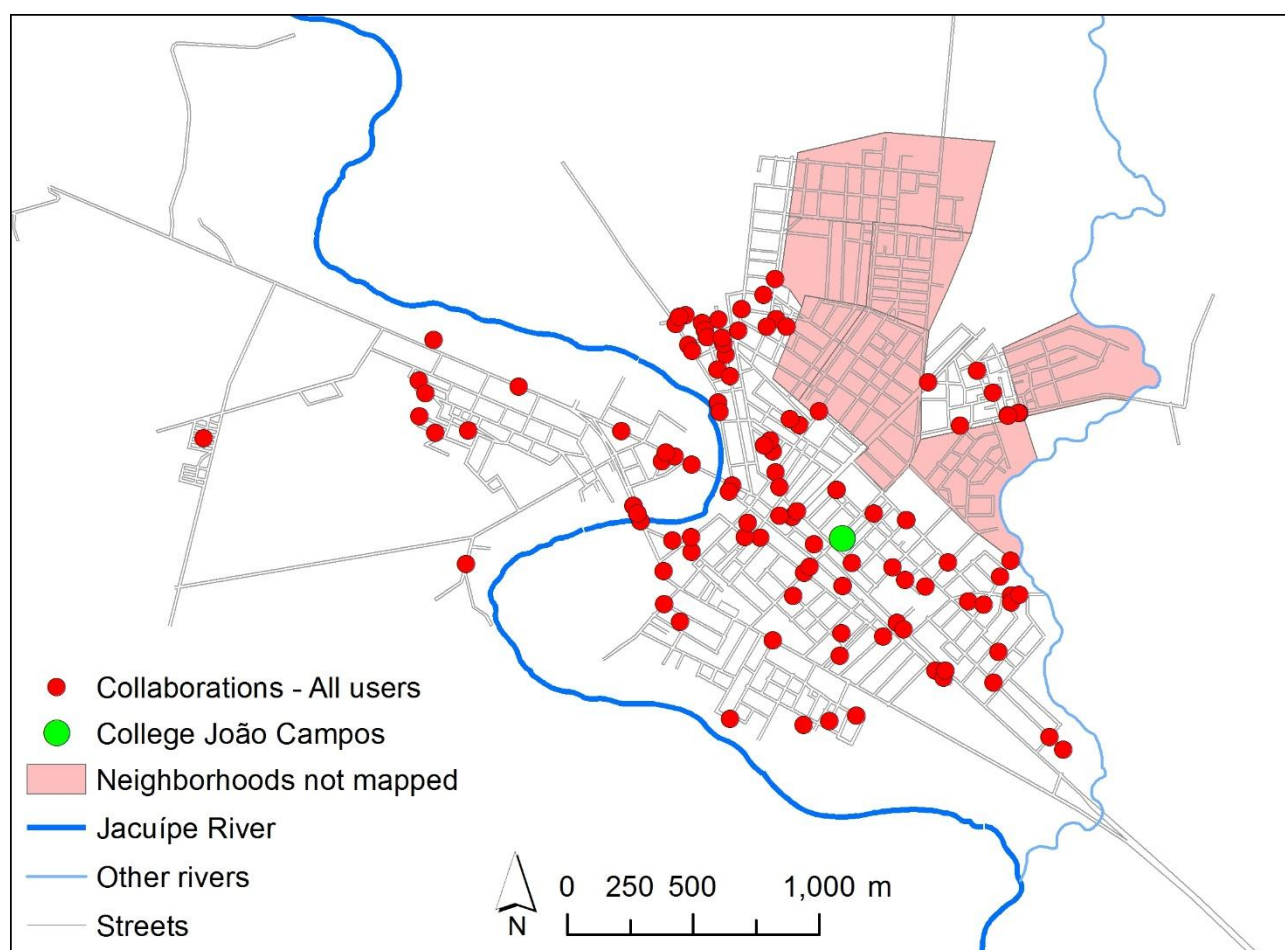 Collaborations - All users
College João Campos
Neighborhoods not mapped
Jacuípe River
Other rivers
Streets
N
0 250 500 1,000 m